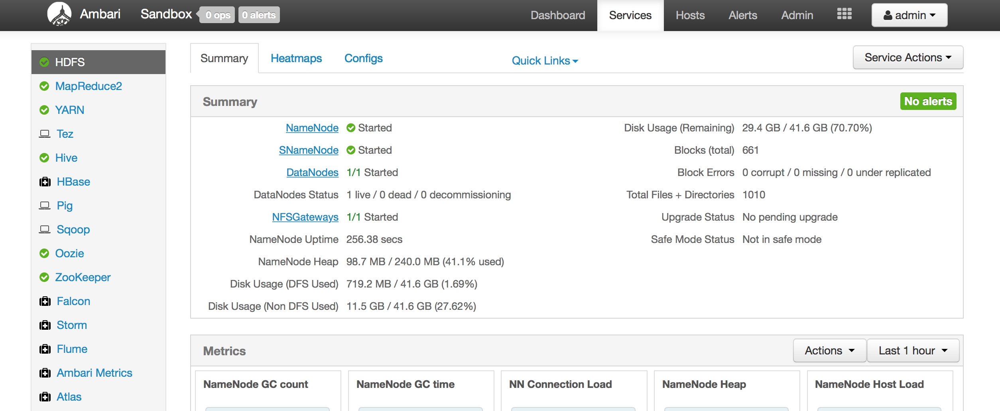 Ambari Sandbox 0 ops 0 alerts Dashboard Services Hosts Alerts Admin admin
HDFS
MapReduce2
YARN
Tez
Hive
HBase
Pig
Sqoop
Oozie
ZooKeeper
Falcon
Storm
Flume
Ambari Metrics
Atlas
Summary Heatmaps Configs Quick Links Service Actions
Summary No alerts
NameNode Started
SNameNode Started
DataNodes 1/1 Started
DataNodes Status 1 live / 0 dead / 0 decommissioning
NFSGateways 1/1 Started
NameNode Uptime 256.38 secs
NameNode Heap 98.7 MB / 240.0 MB (41.1% used)
Disk Usage (DFS Used) 719.2 MB / 41.6 GB (1.69%)
Disk Usage (Non DFS Used) 11.5 GB / 41.6 GB (27.62%)
Disk Usage (Remaining) 29.4 GB / 41.6 GB (70.70%)
Blocks (total) 661
Block Errors 0 corrupt / 0 missing / 0 under replicated
Total Files + Directories 1010
Upgrade Status No pending upgrade
Safe Mode Status Not in safe mode
Metrics Actions Last 1 hour
NameNode GC count NameNode GC time NN Connection Load NameNode Heap NameNode Host Load